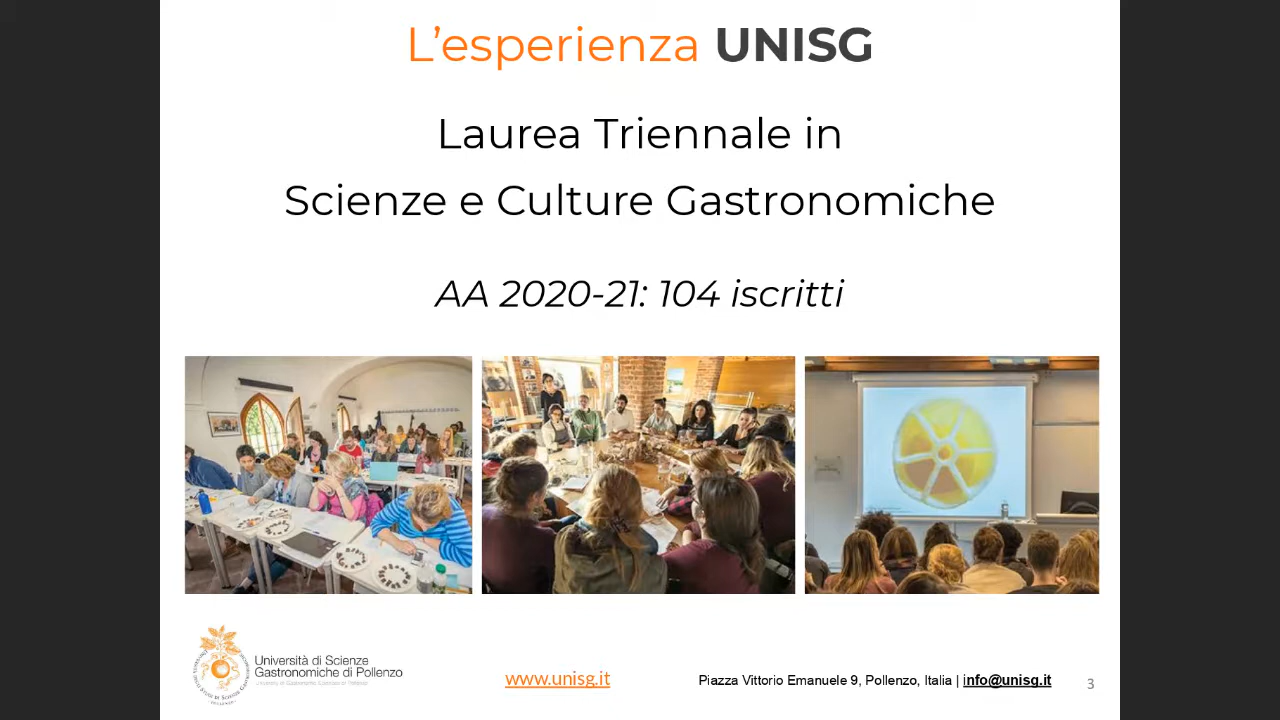 L’esperienza UNISG
Laurea Triennale in
Scienze e Culture Gastronomiche
AA 2020-21: 104 iscritti
Università di Scienze
Gastronomiche di Pollenzo
www.unisg.it
Piazza Vittorio Emanuele 9, Pollenzo, Italia | info@unisg.it
3